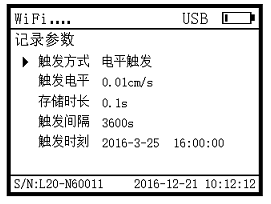 WiFi.... USB
记录参数
触发方式 电平触发
触发电平 0.01cm/s
存储时长 0.1s
触发间隔 3600s
触发时刻 2016-3-25 16:00:00
S/N:L20-N60011 2016-12-21 10:12:12